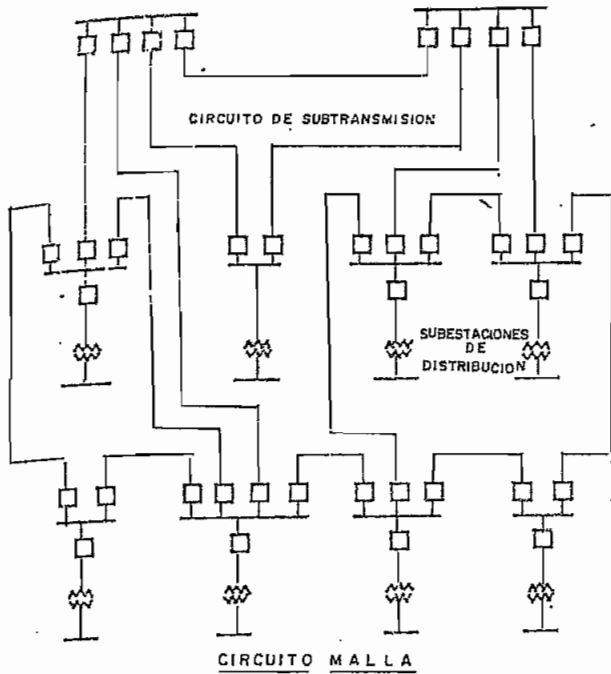 CIRCUITO DE SUBTRANSMISION
SUBESTACIONES
DE
DISTRIBUCION
CIRCUITO MALLA